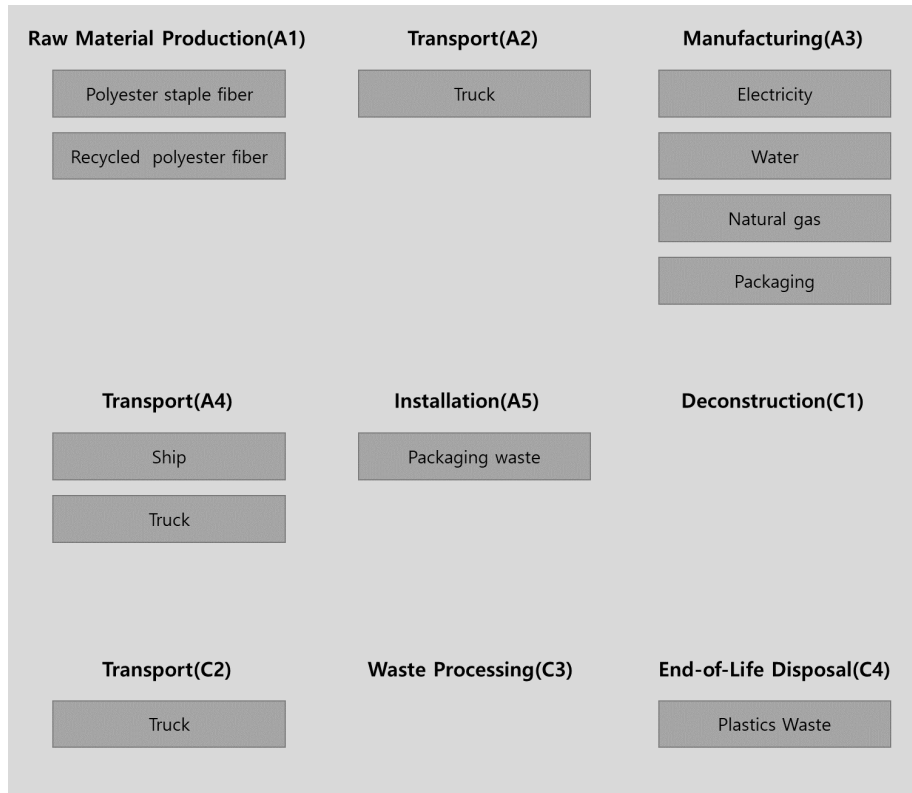 Raw Material Production(A1)
Polyester staple fiber
Recycled polyester fiber
Transport(A2)
Truck
Manufacturing(A3)
Electricity
Water
Natural gas
Packaging
Transport(A4)
Ship
Truck
Installation(A5)
Packaging waste
Deconstruction(C1)
Transport(C2)
Truck
Waste Processing(C3)
End-of-Life Disposal(C4)
Plastics Waste